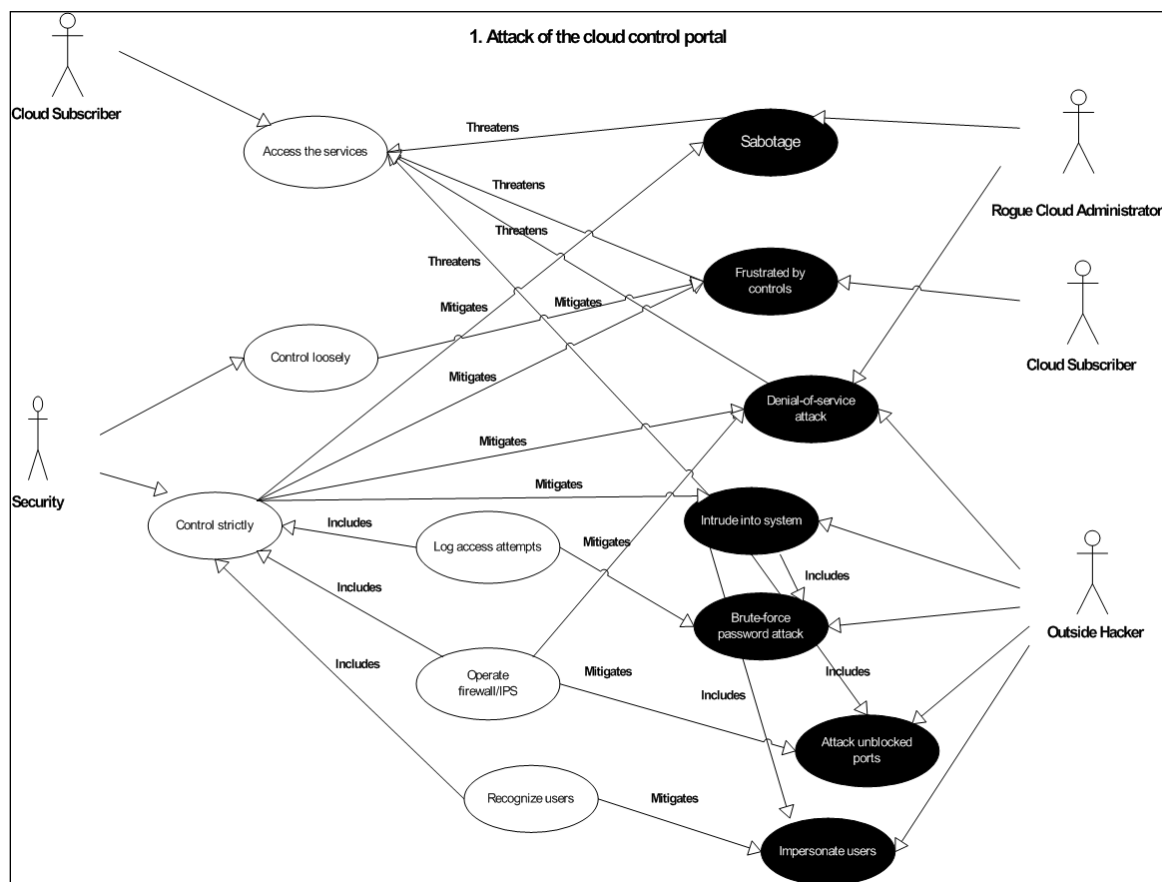 1. Attack of the cloud control portal
Cloud Subscriber
Threatens
Access the services
Sabotage
Threatens
Rogue Cloud Administrator
Threatens
Threatens
Frustrated by
controls
Mitigates
Mitigates
Control loosely
Cloud Subscriber
Mitigates
Denial-of-service
attack
Mitigates
Security
Mitigates
Control strictly
Includes
Log access attempts
Mitigates
Intrude into system
Includes
Includes
Brute-force
password attack
Outside Hacker
Includes
Operate
firewall/IPS
Mitigates
Includes
Includes
Attack unblocked
ports
Recognize users
Mitigates
Impersonate users